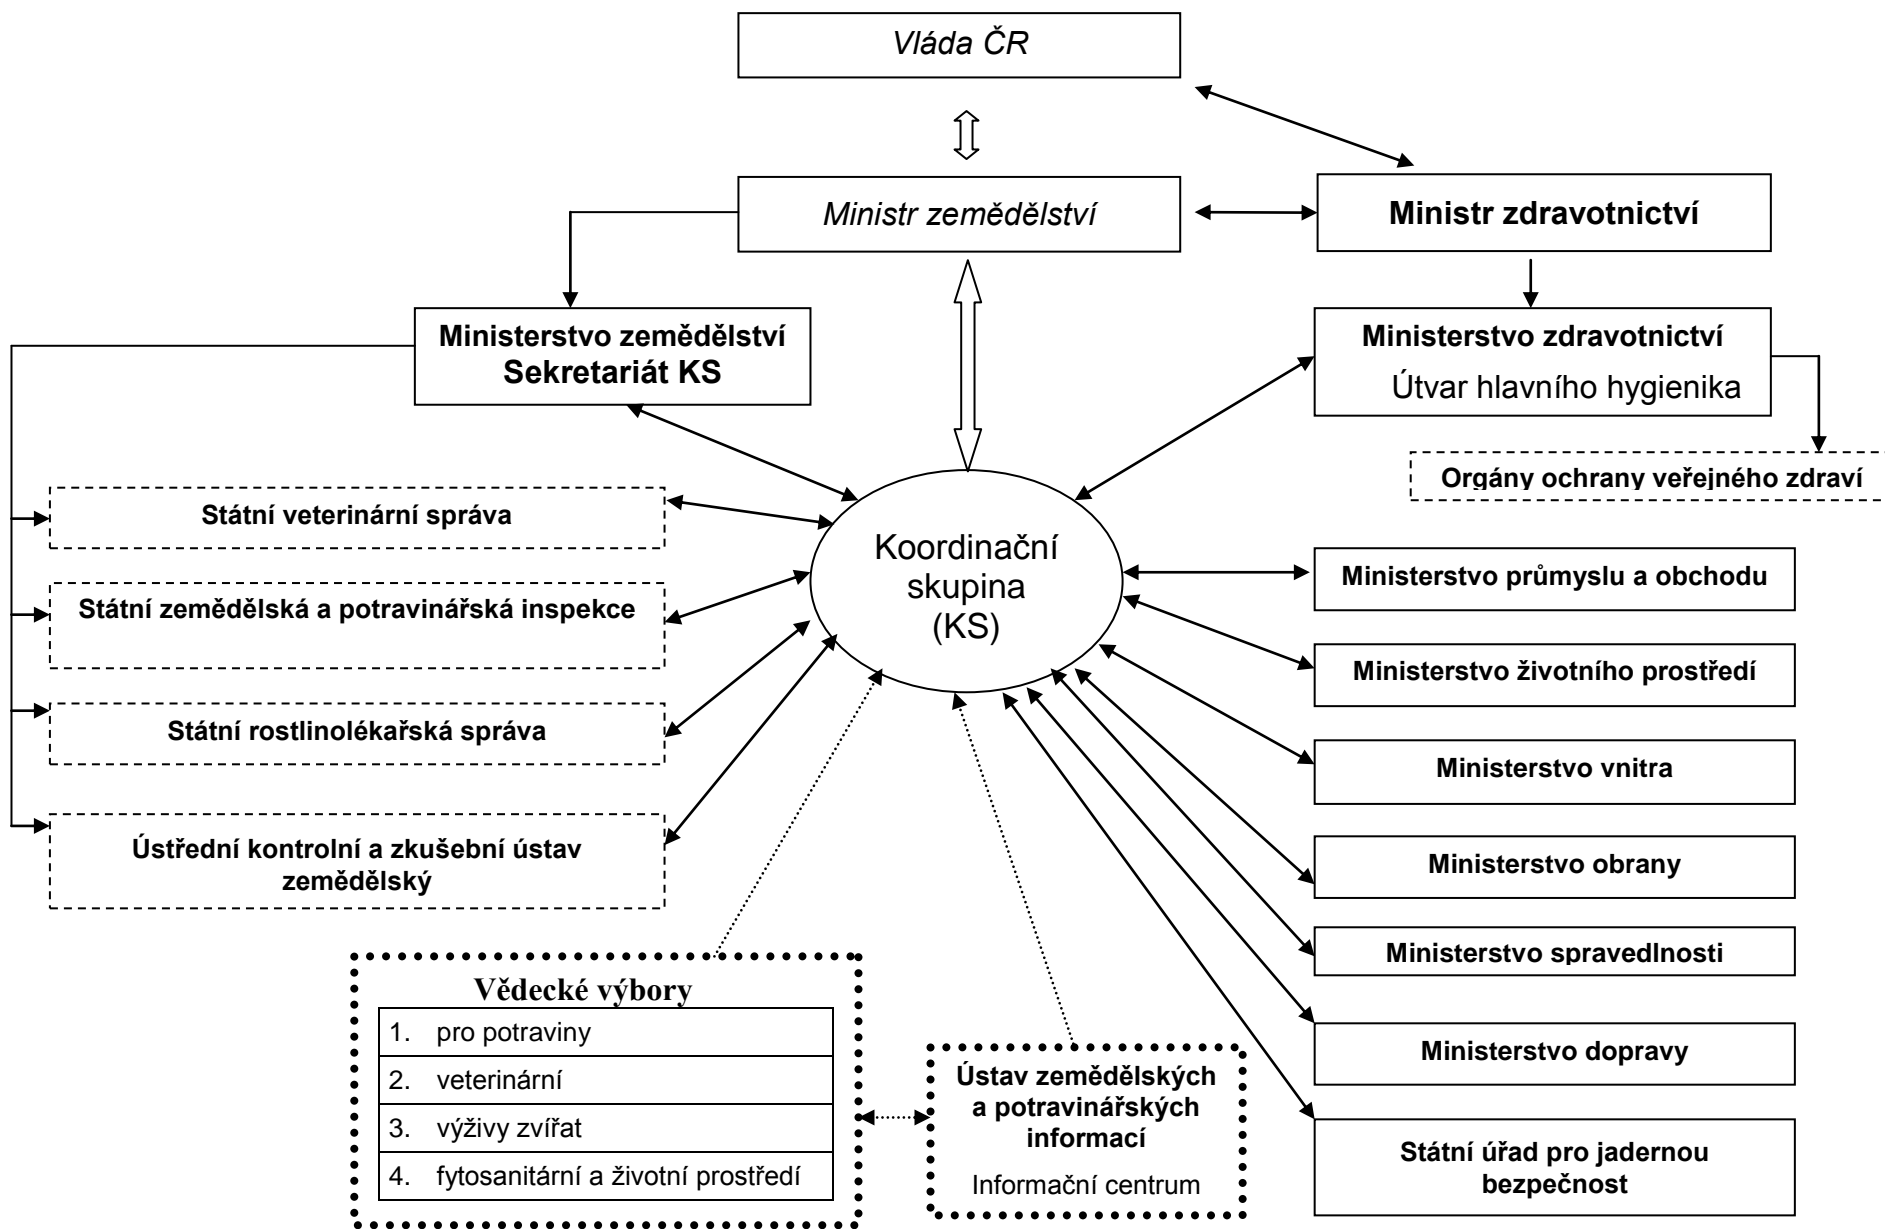 Vláda ČR
Ministr zemědělství
Ministr zdravotnictví
Ministerstvo zemědělství
Sekretariát KS
Ministerstvo zdravotnictví
Útvar hlavního hygienika
Orgány ochrany veřejného zdraví
Státní veterinární správa
Státní zemědělská a potravinářská inspekce
Státní rostlinolékařská správa
Ústřední kontrolní a zkušební ústav
zemědělský
Koordinační
skupina
(KS)
Ministerstvo průmyslu a obchodu
Ministerstvo životního prostředí
Ministerstvo vnitra
Ministerstvo obrany
Ministerstvo spravedlnosti
Ministerstvo dopravy
Státní úřad pro jadernou
bezpečnost
Vědecké výbory
1. pro potraviny
2. veterinární
3. výživy zvířat
4. fytosanitární a životní prostředí
Ústav zemědělských
a potravinářských
informací
Informační centrum